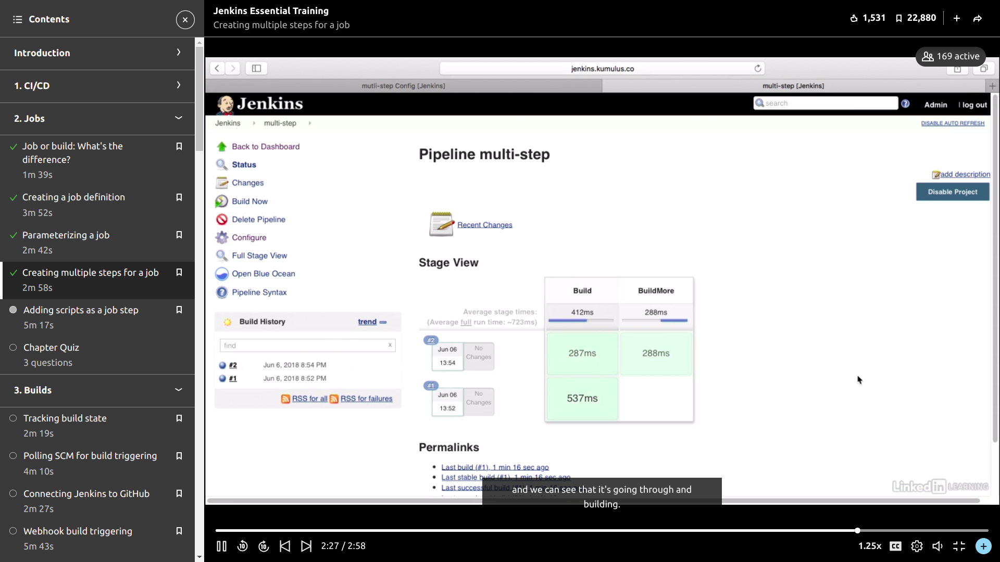 Contents
Introduction
1. CI/CD
2. Jobs
Job or build: What's the
difference?
1m 39s
Creating a job definition
3m 52s
Parameterizing a job
2m 42s
Creating multiple steps for a job
2m 58s
Adding scripts as a job step
5m 17s
Chapter Quiz
3 questions
3. Builds
Tracking build state
2m 19s
Polling SCM for build triggering
4m 10s
Connecting Jenkins to GitHub
2m 27s
Webhook build triggering
5m 43s
Jenkins Essential Training
Creating multiple steps for a job
1,531
22,880
169 active
jenkins.kumulus.co
mutli-step Config [Jenkins]
multi-step [Jenkins]
Jenkins
search
Admin
| log out
Jenkins
multi-step
DISABLE AUTO REFRESH
Back to Dashboard
Status
Changes
Build Now
Delete Pipeline
Configure
Full Stage View
Open Blue Ocean
Pipeline Syntax
Build History
trend
find
x
#2 Jun 6, 2018 8:54 PM
#1 Jun 6, 2018 8:52 PM
RSS for all RSS for failures
Pipeline multi-step
add description
Disable Project
Recent Changes
Stage View
Build BuildMore
Average stage times:
(Average full run time: ~723ms)
412ms 288ms
#2
Jun 06
13:54
No
Changes
287ms 288ms
#1
Jun 06
13:52
No
Changes
537ms
Permalinks
Last build (#1), 1 min 16 sec ago
Last stable build (#1), 1 min 16 sec ago
Last successful build (#1), 1
and we can see that it's going through and
building.
Linked in LEARNING
10
10
2:27 / 2:58
1.25x
CC